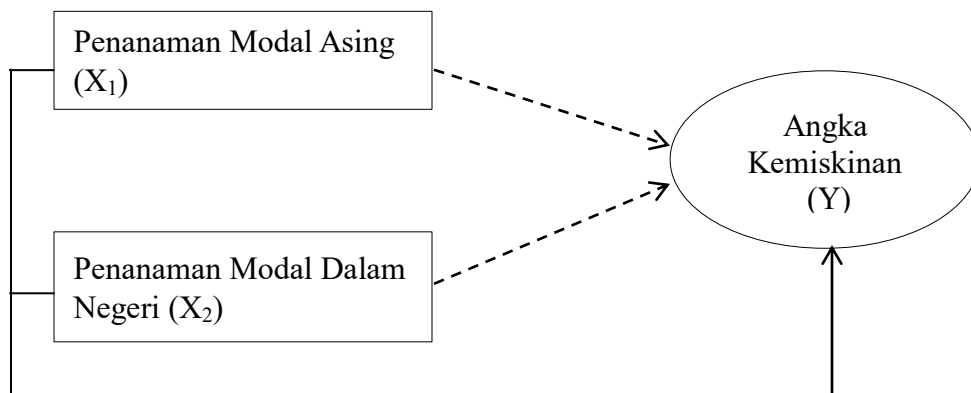 Penanaman Modal Asing
(X₁)
Angka
Kemiskinan
(Y)
Penanaman Modal Dalam
Negeri (X₂)